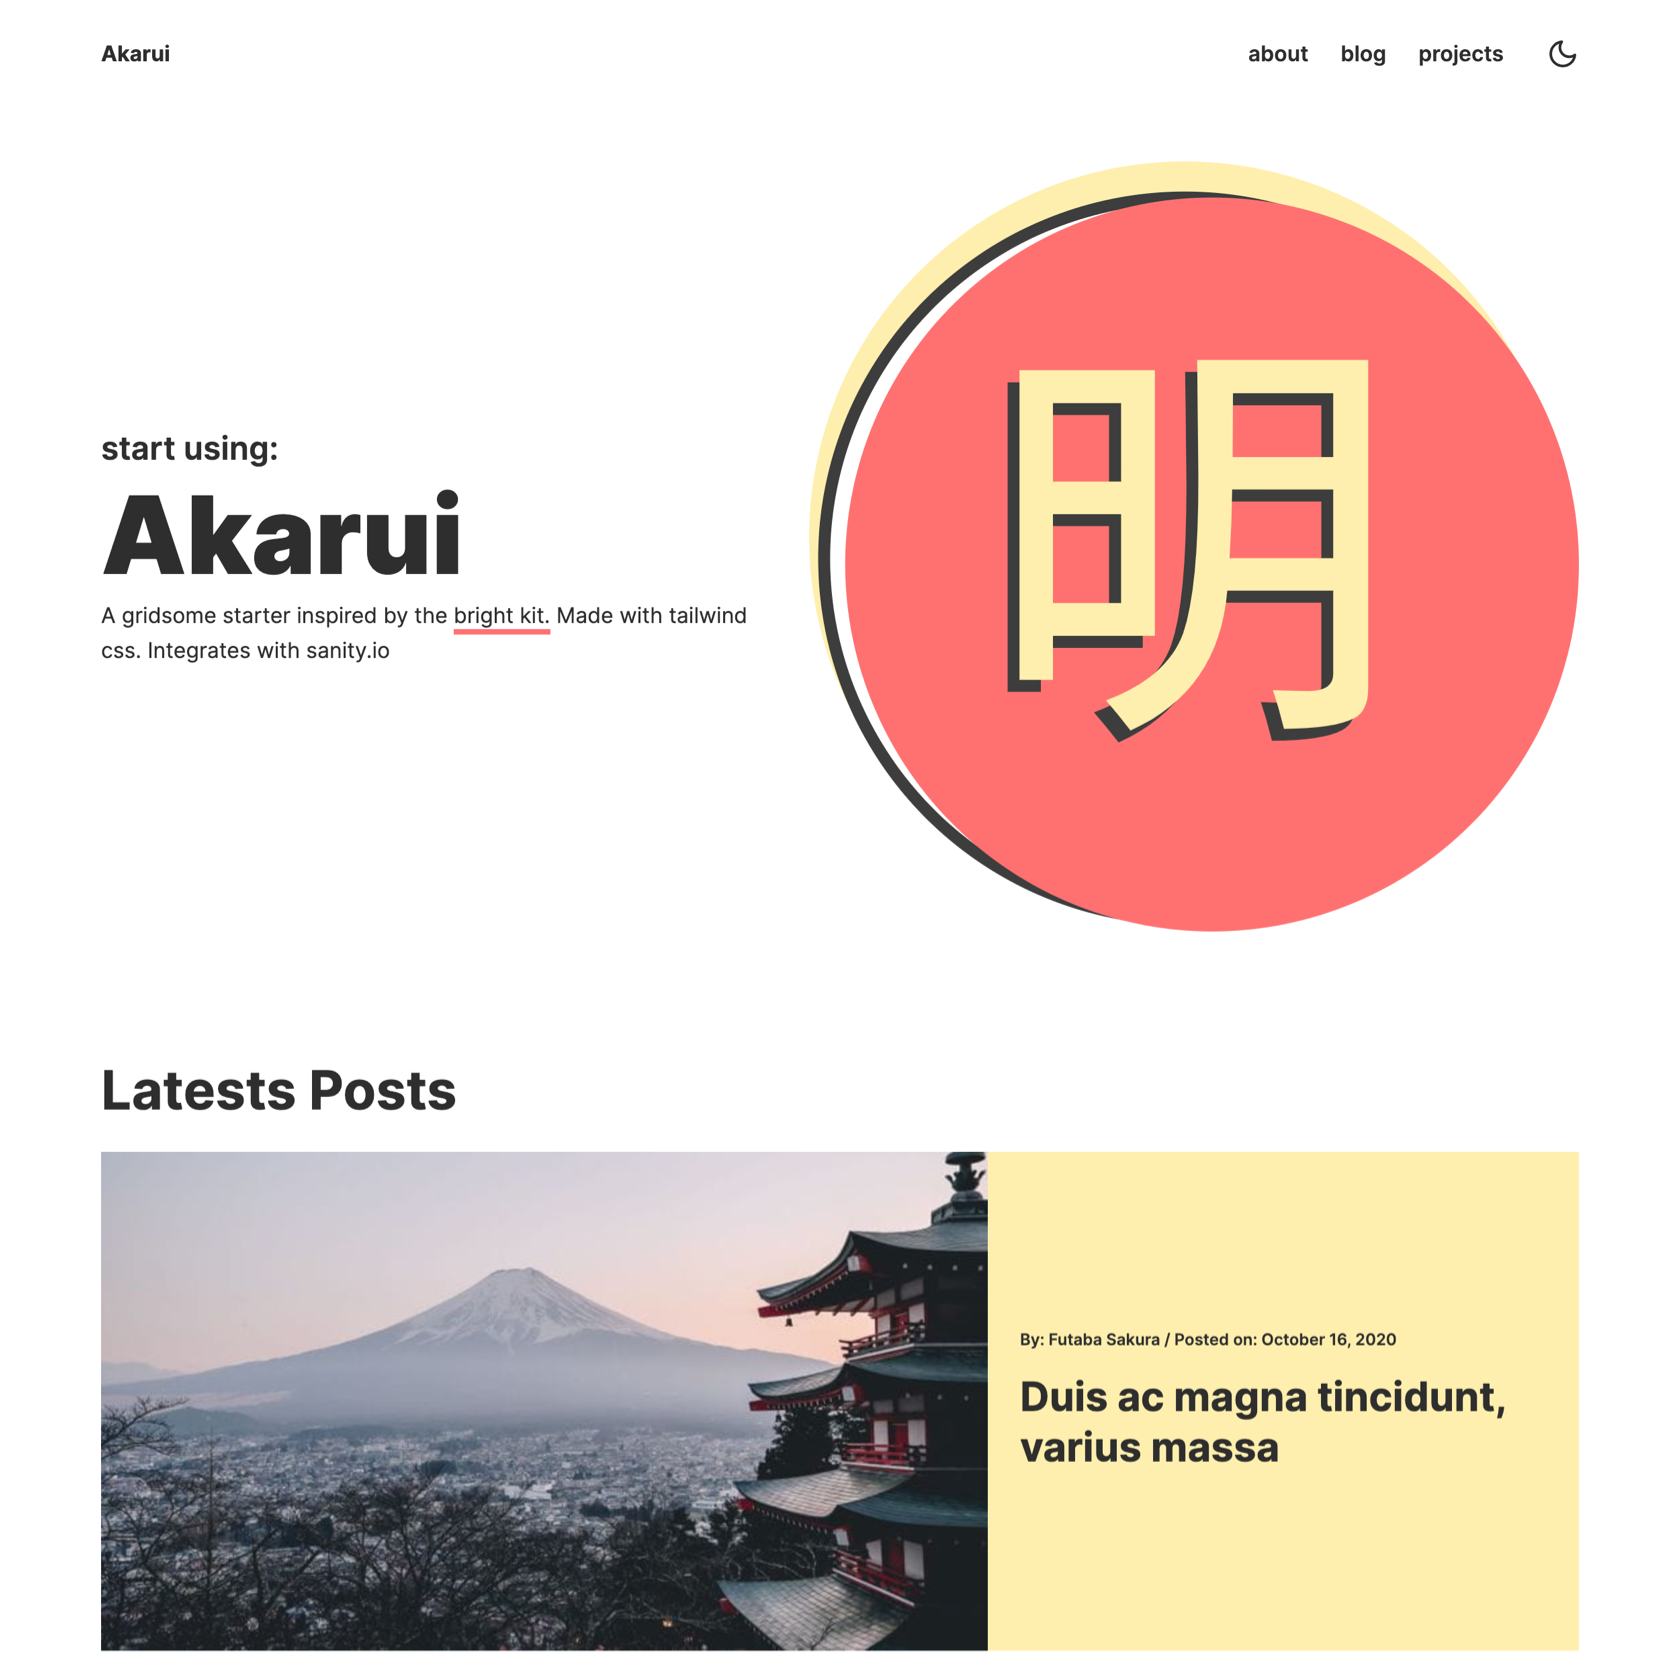 Akarui
about blog projects
明
start using:
Akarui
A gridsome starter inspired by the bright kit. Made with tailwind
css. Integrates with sanity.io
Latests Posts
By: Futaba Sakura / Posted on: October 16, 2020
Duis ac magna tincidunt,
varius massa